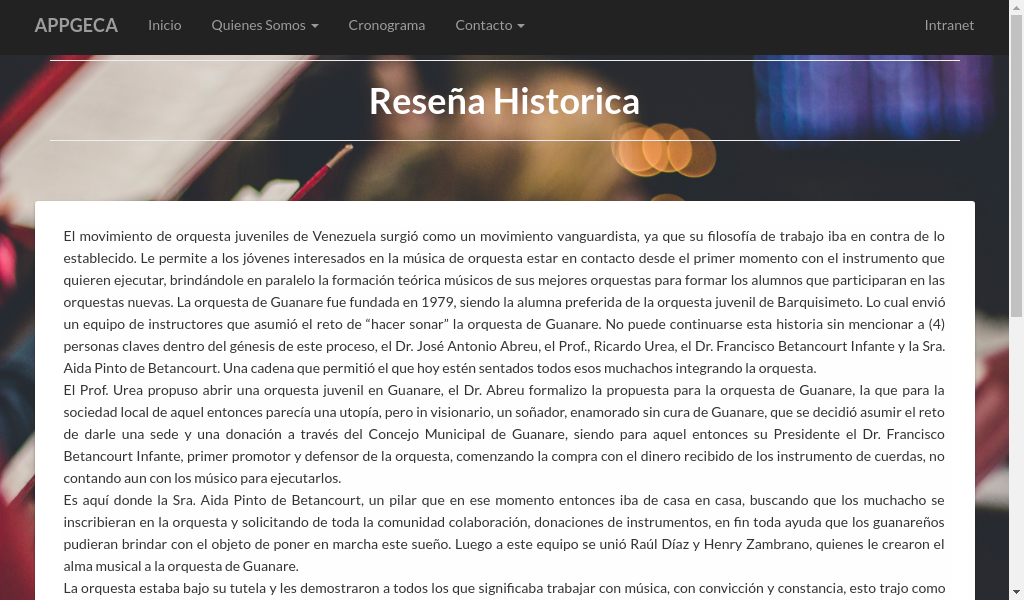 APPGECA Inicio Quienes Somos Cronograma Contacto Intranet
Reseña Historica
El movimiento de orquesta juveniles de Venezuela surgió como un movimiento vanguardista, ya que su filosofía de trabajo iba en contra de lo
establecido. Le permite a los jóvenes interesados en la música de orquesta estar en contacto desde el primer momento con el instrumento que
quieren ejecutar, brindándole en paralelo la formación teórica músicos de sus mejores orquestas para formar los alumnos que participaran en las
orquestas nuevas. La orquesta de Guanare fue fundada en 1979, siendo la alumna preferida de la orquesta juvenil de Barquisimeto. Lo cual envió
un equipo de instructores que asumió el reto de “hacer sonar” la orquesta de Guanare. No puede continuarse esta historia sin mencionar a (4)
personas claves dentro del génesis de este proceso, el Dr. José Antonio Abreu, el Prof., Ricardo Urea, el Dr. Francisco Betancourt Infante y la Sra.
Aida Pinto de Betancourt. Una cadena que permitió el que hoy estén sentados todos esos muchachos integrando la orquesta.
El Prof. Urea propuso abrir una orquesta juvenil en Guanare, el Dr. Abreu formalizo la propuesta para la orquesta de Guanare, la que para la
sociedad local de aquel entonces parecía una utopía, pero in visionario, un soñador, enamorado sin cura de Guanare, que se decidió asumir el reto
de darle una sede y una donación a través del Concejo Municipal de Guanare, siendo para aquel entonces su Presidente el Dr. Francisco
Betancourt Infante, primer promotor y defensor de la orquesta, comenzando la compra con el dinero recibido de los instrumento de cuerdas, no
contando aun con los músico para ejecutarlos.
Es aquí donde la Sra. Aida Pinto de Betancourt, un pilar que en ese momento entonces iba de casa en casa, buscando que los muchacho se
inscribieran en la orquesta y solicitando de toda la comunidad colaboración, donaciones de instrumentos, en fin toda ayuda que los guanareños
pudieran brindar con el objeto de poner en marcha este sueño. Luego a este equipo se unió Raúl Díaz y Henry Zambrano, quienes le crearon el
alma musical a la orquesta de Guanare.
La orquesta estaba bajo su tutela y les demostraron a todos los que significaba trabajar con música, con convicción y constancia, esto trajo como